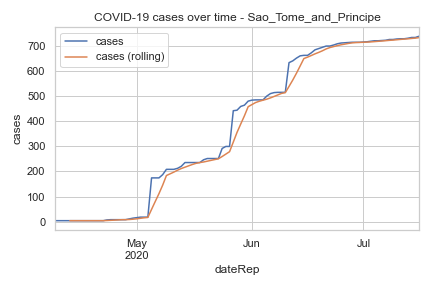 COVID-19 cases over time - Sao_Tome_and_Principe
cases
cases (rolling)
700
600
500
400
300
200
100
0
cases
May
2020
Jun
Jul
dateRep